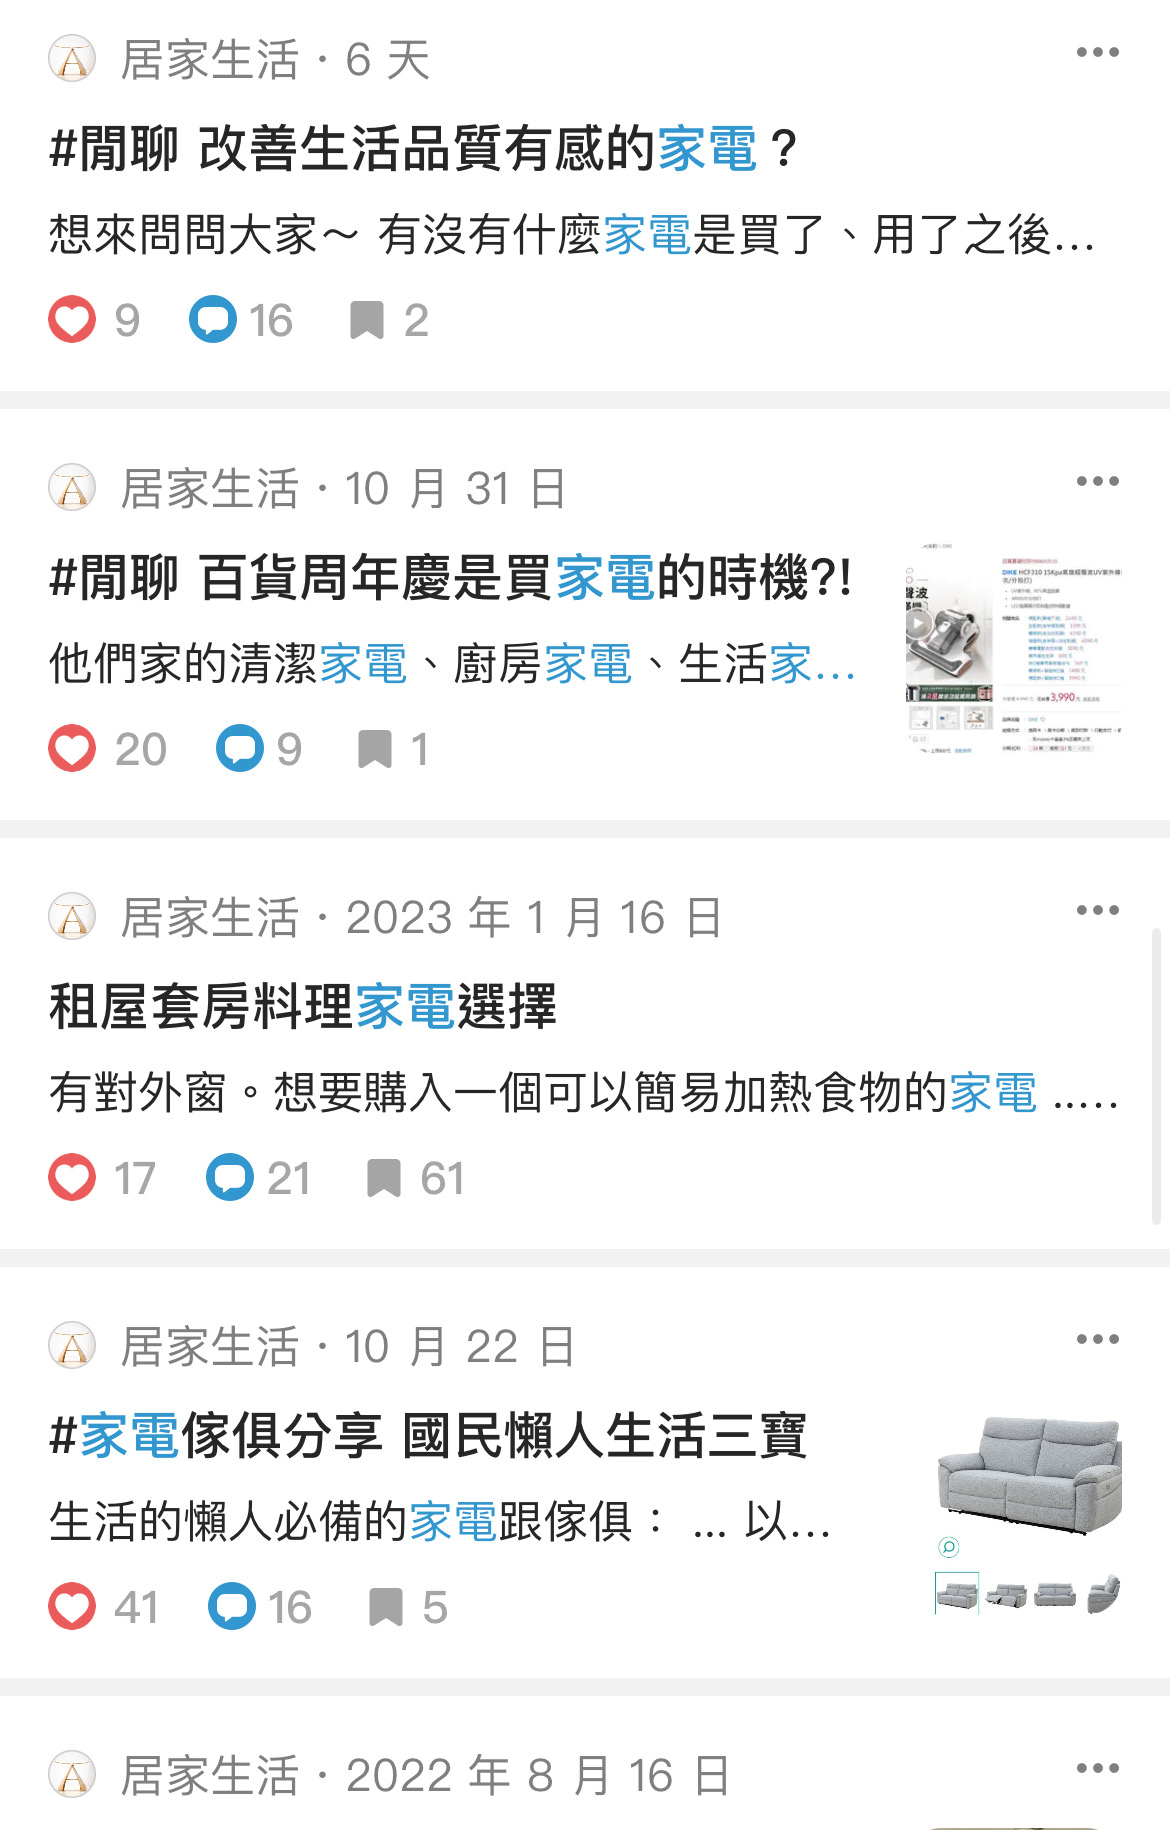 居家生活 · 6 天
#閒聊 改善生活品質有感的家電？
想來問問大家～ 有沒有什麼家電是買了、用了之後...
9 16 2
居家生活 · 10 月 31 日
#閒聊 百貨周年慶是買家電的時機?!
他們家的清潔家電、廚房家電、生活家...
20 9 1
3,990
居家生活 · 2023 年 1 月 16 日
租屋套房料理家電選擇
有對外窗。想要購入一個可以簡易加熱食物的家電 .....
17 21 61
居家生活 · 10 月 22 日
#家電傢俱分享 國民懶人生活三寶
生活的懶人必備的家電跟傢俱： ... 以...
41 16 5
居家生活 · 2022 年 8 月 16 日